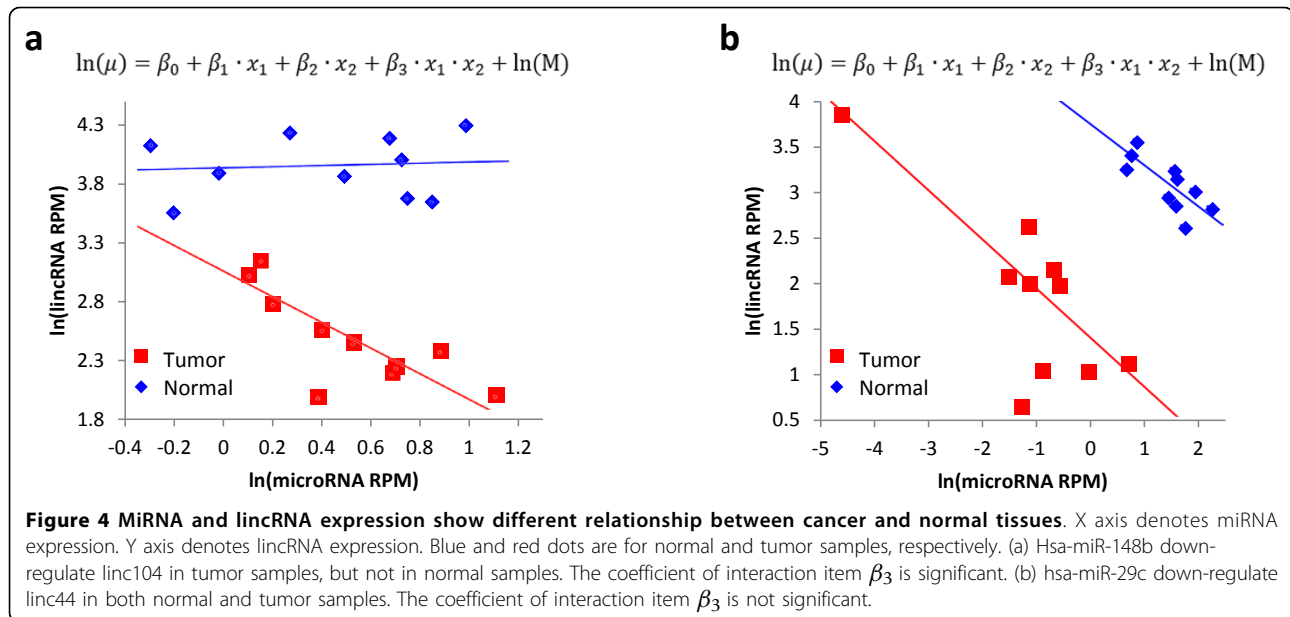 a
ln(μ) = β₀ + β₁ · x₁ + β₂ · x₂ + β₃ · x₁ · x₂ + ln(M)
ln(lincRNA RPM)
4.3
3.8
3.3
2.8
2.3
1.8
Tumor
Normal
-0.4 -0.2 0 0.2 0.4 0.6 0.8 1 1.2
ln(microRNA RPM)
b
ln(μ) = β₀ + β₁ · x₁ + β₂ · x₂ + β₃ · x₁ · x₂ + ln(M)
ln(lincRNA RPM)
4
3.5
3
2.5
2
1.5
1
0.5
Tumor
Normal
-5 -4 -3 -2 -1 0 1 2
ln(microRNA RPM)
Figure 4 MiRNA and lincRNA expression show different relationship between cancer and normal tissues. X axis denotes miRNA
expression. Y axis denotes lincRNA expression. Blue and red dots are for normal and tumor samples, respectively. (a) Hsa-miR-148b down-
regulate linc104 in tumor samples, but not in normal samples. The coefficient of interaction item β₃ is significant. (b) hsa-miR-29c down-regulate
linc44 in both normal and tumor samples. The coefficient of interaction item β₃ is not significant.